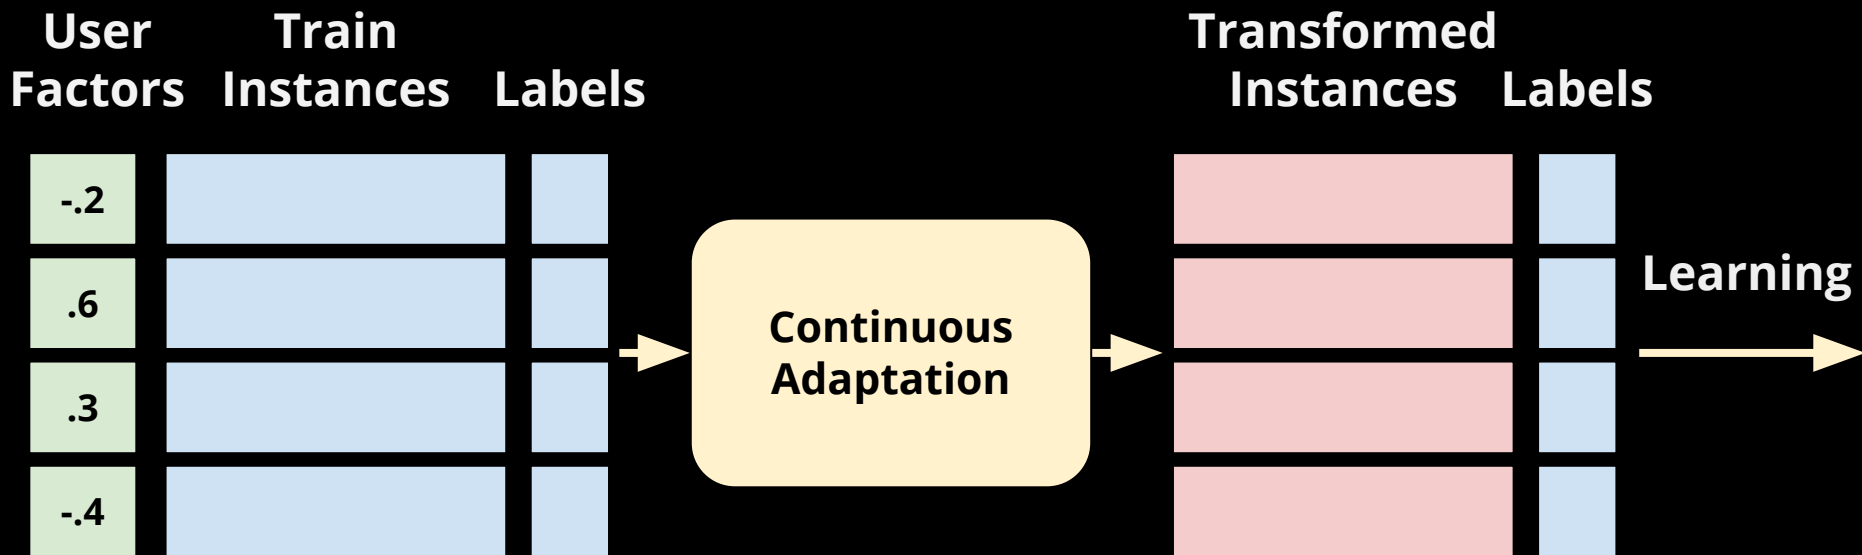 User
Factors
Train
Instances
Labels
-.2
.6
.3
-.4
Continuous
Adaptation
Transformed
Instances
Labels
Learning